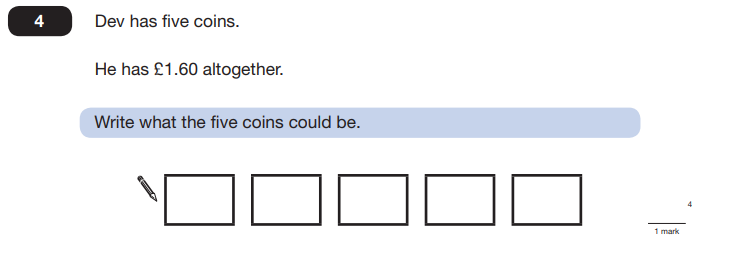 4
Dev has five coins.
He has £1.60 altogether.
Write what the five coins could be.
4
1 mark